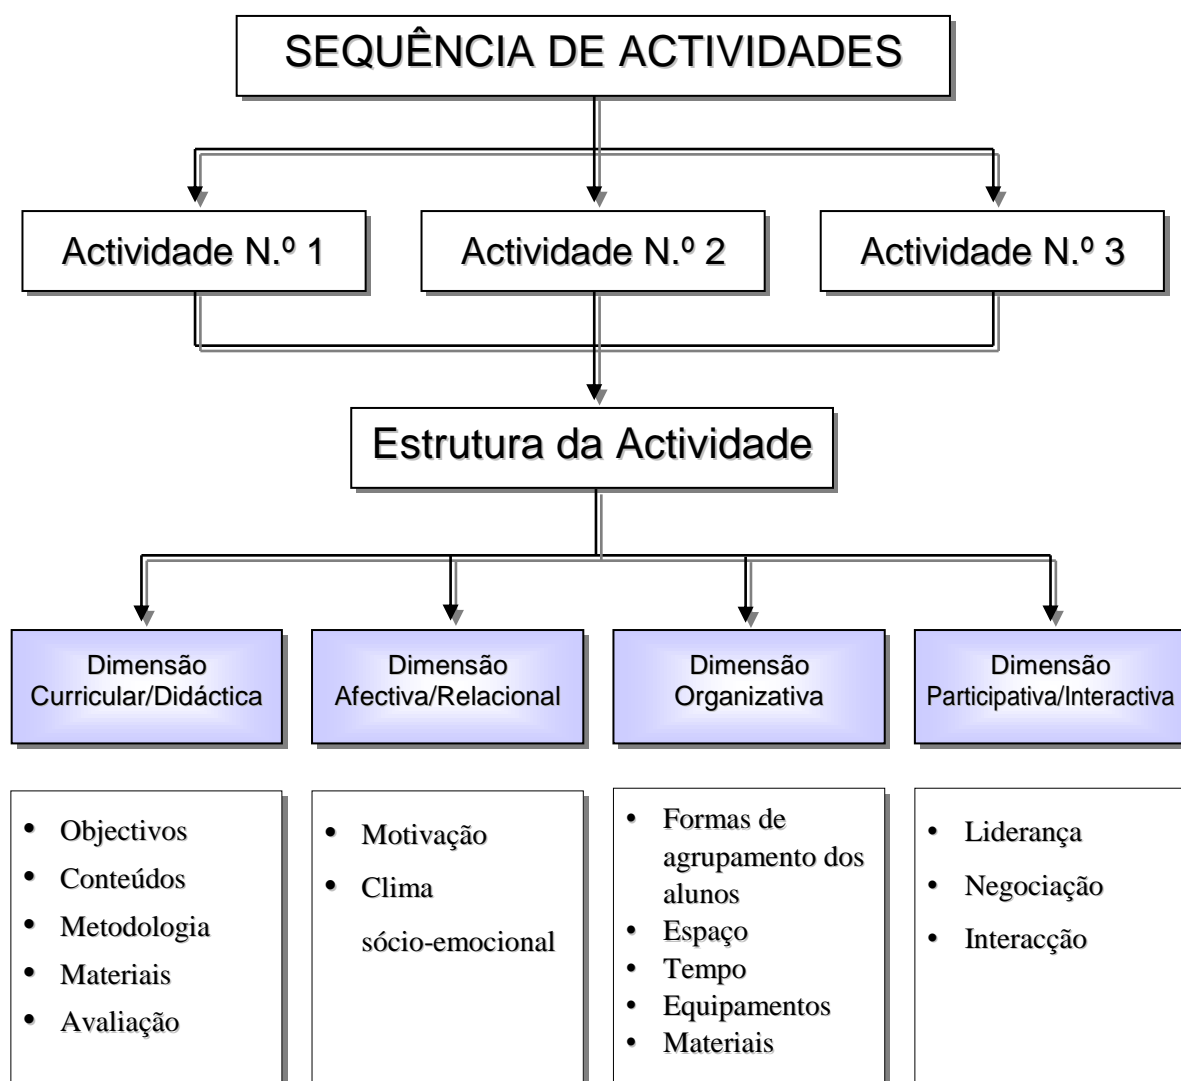 SEQUÊNCIA DE ACTIVIDADES
Actividade N.º 1
Actividade N.º 2
Actividade N.º 3
Estrutura da Actividade
Dimensão
Curricular/Didáctica
Dimensão
Afectiva/Relacional
Dimensão
Organizativa
Dimensão
Participativa/Interactiva
• Objectivos
• Conteúdos
• Metodologia
• Materiais
• Avaliação
• Motivação
• Clima
sócio-emocional
• Formas de
agrupamento dos
alunos
• Espaço
• Tempo
• Equipamentos
• Materiais
• Liderança
• Negociação
• Interacção